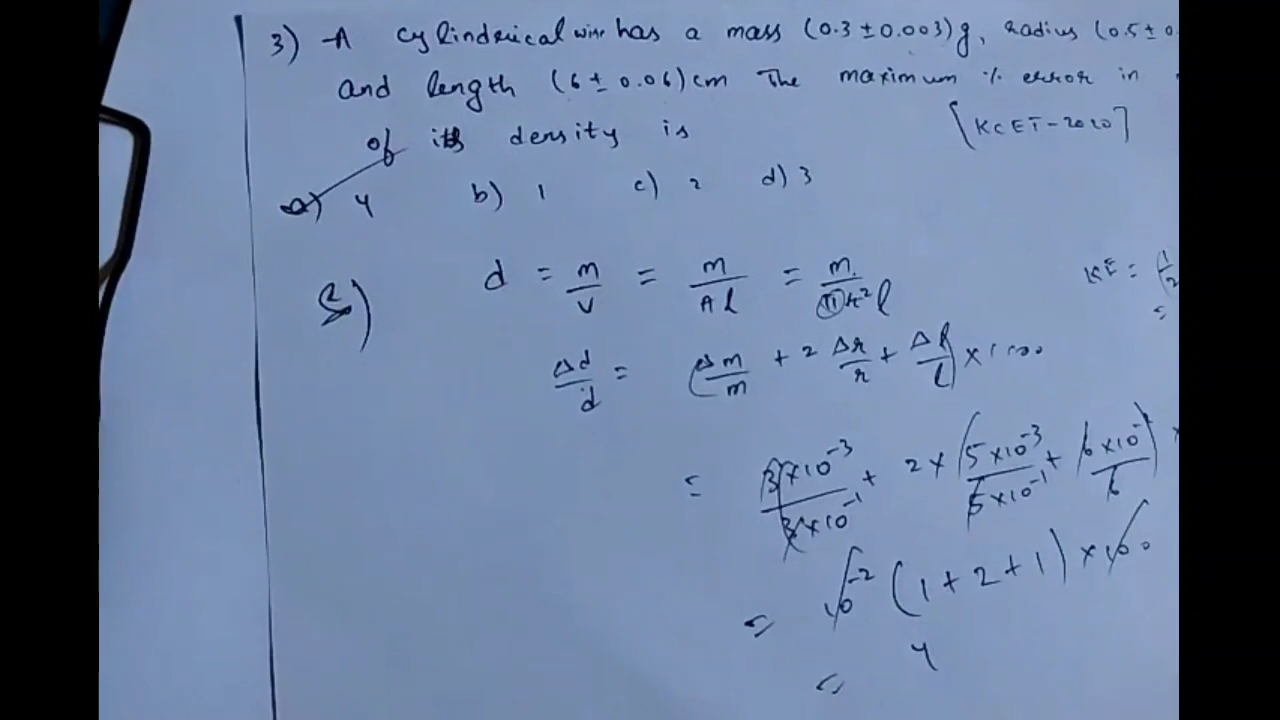 3) A cylindrical wire has a mass (0.3 ± 0.003)g, radius (0.5 ± 0.
and length (6 ± 0.06) cm The maximum % error in
of its density is [KCET-2020]
a) 4 b) 1 c) 2 d) 3
S) d = m/V = m/Al = m/πr²l
KE = (1/2
=
Δd/d = (Δm/m + 2 Δr/r + Δl/l) × 100
= 3×10⁻³/3×10⁻¹ + 2 × (5×10⁻³/5×10⁻¹ + 6×10⁻/6) ×
= 10⁻² (1 + 2 + 1) × 100
= 4